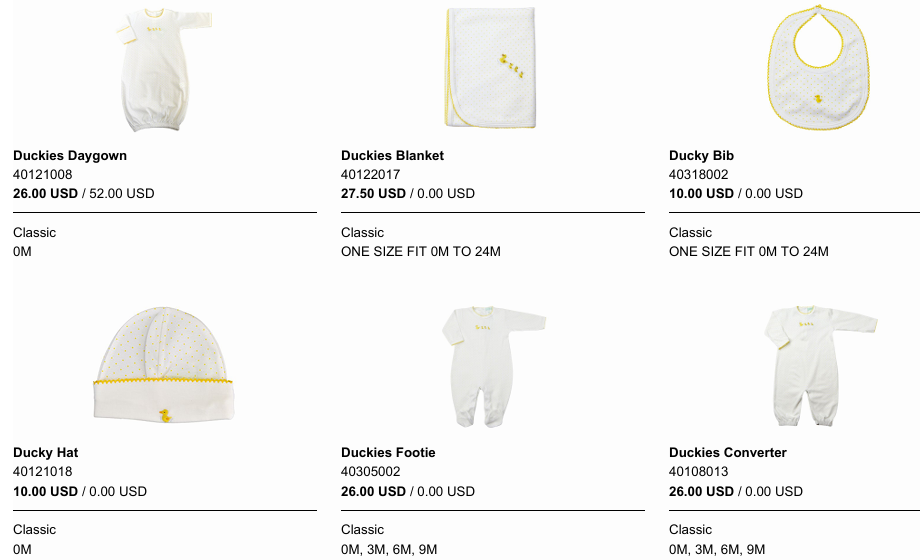 Duckies Daygown
40121008
26.00 USD / 52.00 USD
Classic
0M
Duckies Blanket
40122017
27.50 USD / 0.00 USD
Classic
ONE SIZE FIT 0M TO 24M
Ducky Bib
40318002
10.00 USD / 0.00 USD
Classic
ONE SIZE FIT 0M TO 24M
Ducky Hat
40121018
10.00 USD / 0.00 USD
Classic
0M
Duckies Footie
40305002
26.00 USD / 0.00 USD
Classic
0M, 3M, 6M, 9M
Duckies Converter
40108013
26.00 USD / 0.00 USD
Classic
0M, 3M, 6M, 9M